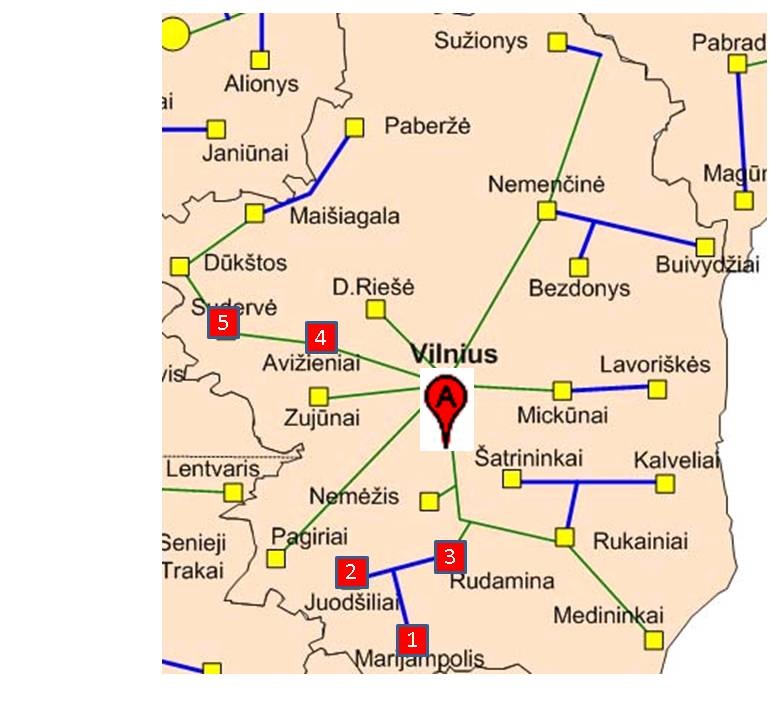 Sužionys
Pabrad
Alionys
ai
Paberžė
Janiūnai
Magūn
Nemenčinė
Maišiagala
Dūkštos
Buivydžiai
Bezdonys
D.Riešė
Sudervė
5
4
Vilnius
Avižieniai
vis
Lavoriškės
A
Zujūnai
Mickūnai
Šatrininkai
Kalveliai
Lentvaris
Nemėžis
Pagiriai
Senieji
Trakai
Rukainiai
3
2
Rudamina
Juodšiliai
Medininkai
1
Marijampolis